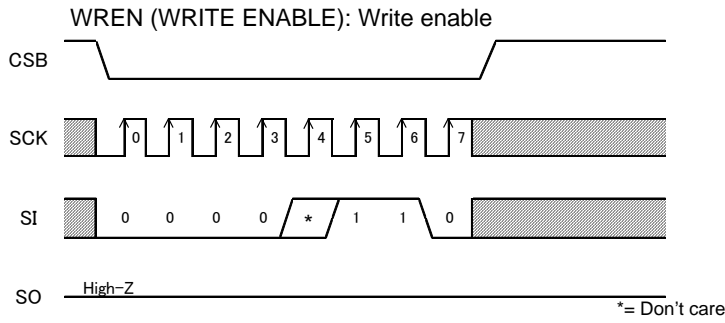 WREN (WRITE ENABLE): Write enable
CSB
SCK 0 1 2 3 4 5 6 7
SI 0 0 0 0 * 1 1 0
SO High-Z
*= Don't care